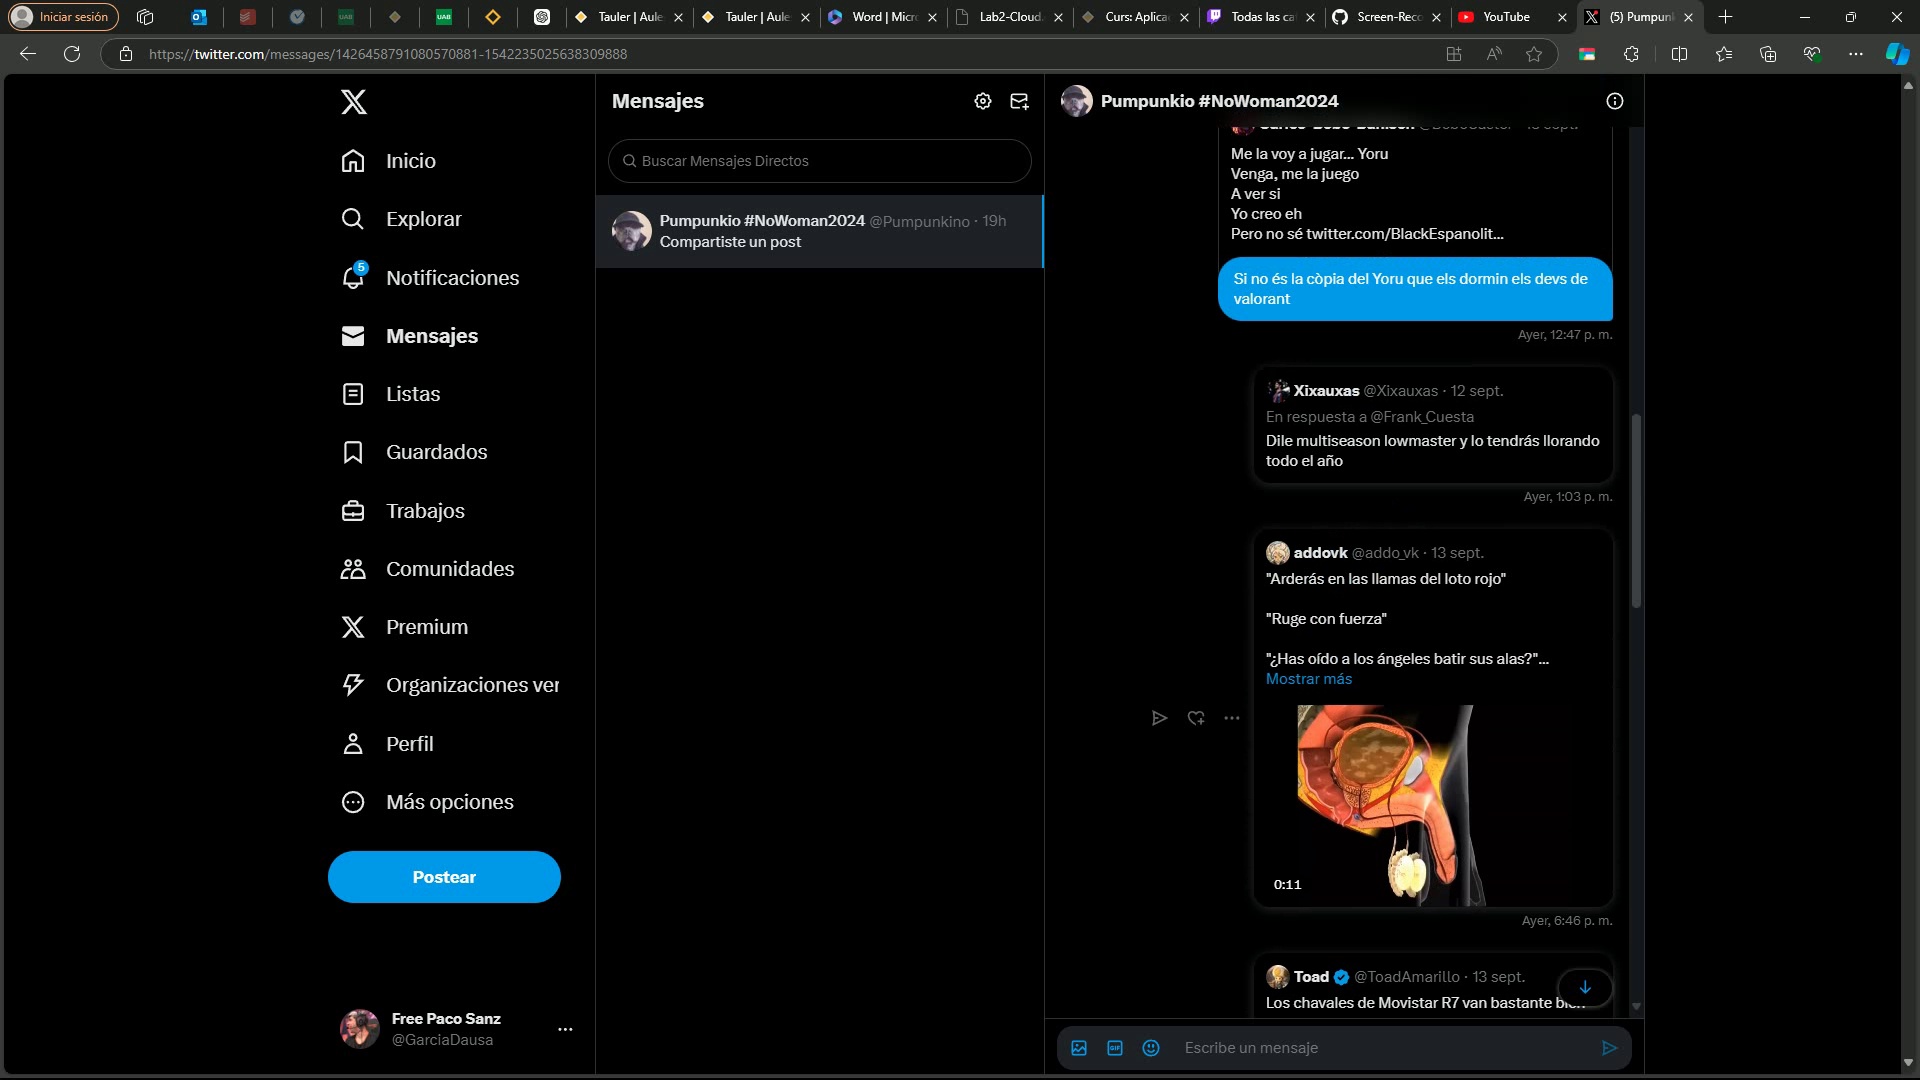 Iniciar sesión
UAB
UAB
Tauler | Aule
Tauler | Aule
Word | Micr
Lab2-Cloud
Curs: Aplica
Todas las ca
Screen-Reco
YouTube
(5) Pumpun
https://twitter.com/messages/1426458791080570881-1542235025638309888
Inicio
Explorar
5
Notificaciones
Mensajes
Listas
Guardados
Trabajos
Comunidades
Premium
Organizaciones ver
Perfil
Más opciones
Postear
Free Paco Sanz
@GarciaDausa
Mensajes
Buscar Mensajes Directos
Pumpunkio #NoWoman2024 @Pumpunkino · 19h
Compartiste un post
Pumpunkio #NoWoman2024
Me la voy a jugar... Yoru
Venga, me la juego
A ver si
Yo creo eh
Pero no sé twitter.com/BlackEspanolit...
Si no és la còpia del Yoru que els dormin els devs de
valorant
Ayer, 12:47 p. m.
Xixauxas @Xixauxas · 12 sept.
En respuesta a @Frank_Cuesta
Dile multiseason lowmaster y lo tendrás llorando
todo el año
Ayer, 1:03 p. m.
addovk @addo_vk · 13 sept.
"Arderás en las llamas del loto rojo"
"Ruge con fuerza"
"¿Has oído a los ángeles batir sus alas?"...
Mostrar más
0:11
Ayer, 6:46 p. m.
Toad @ToadAmarillo · 13 sept.
Los chavales de Movistar R7 van bastante bien
GIF
Escribe un mensaje